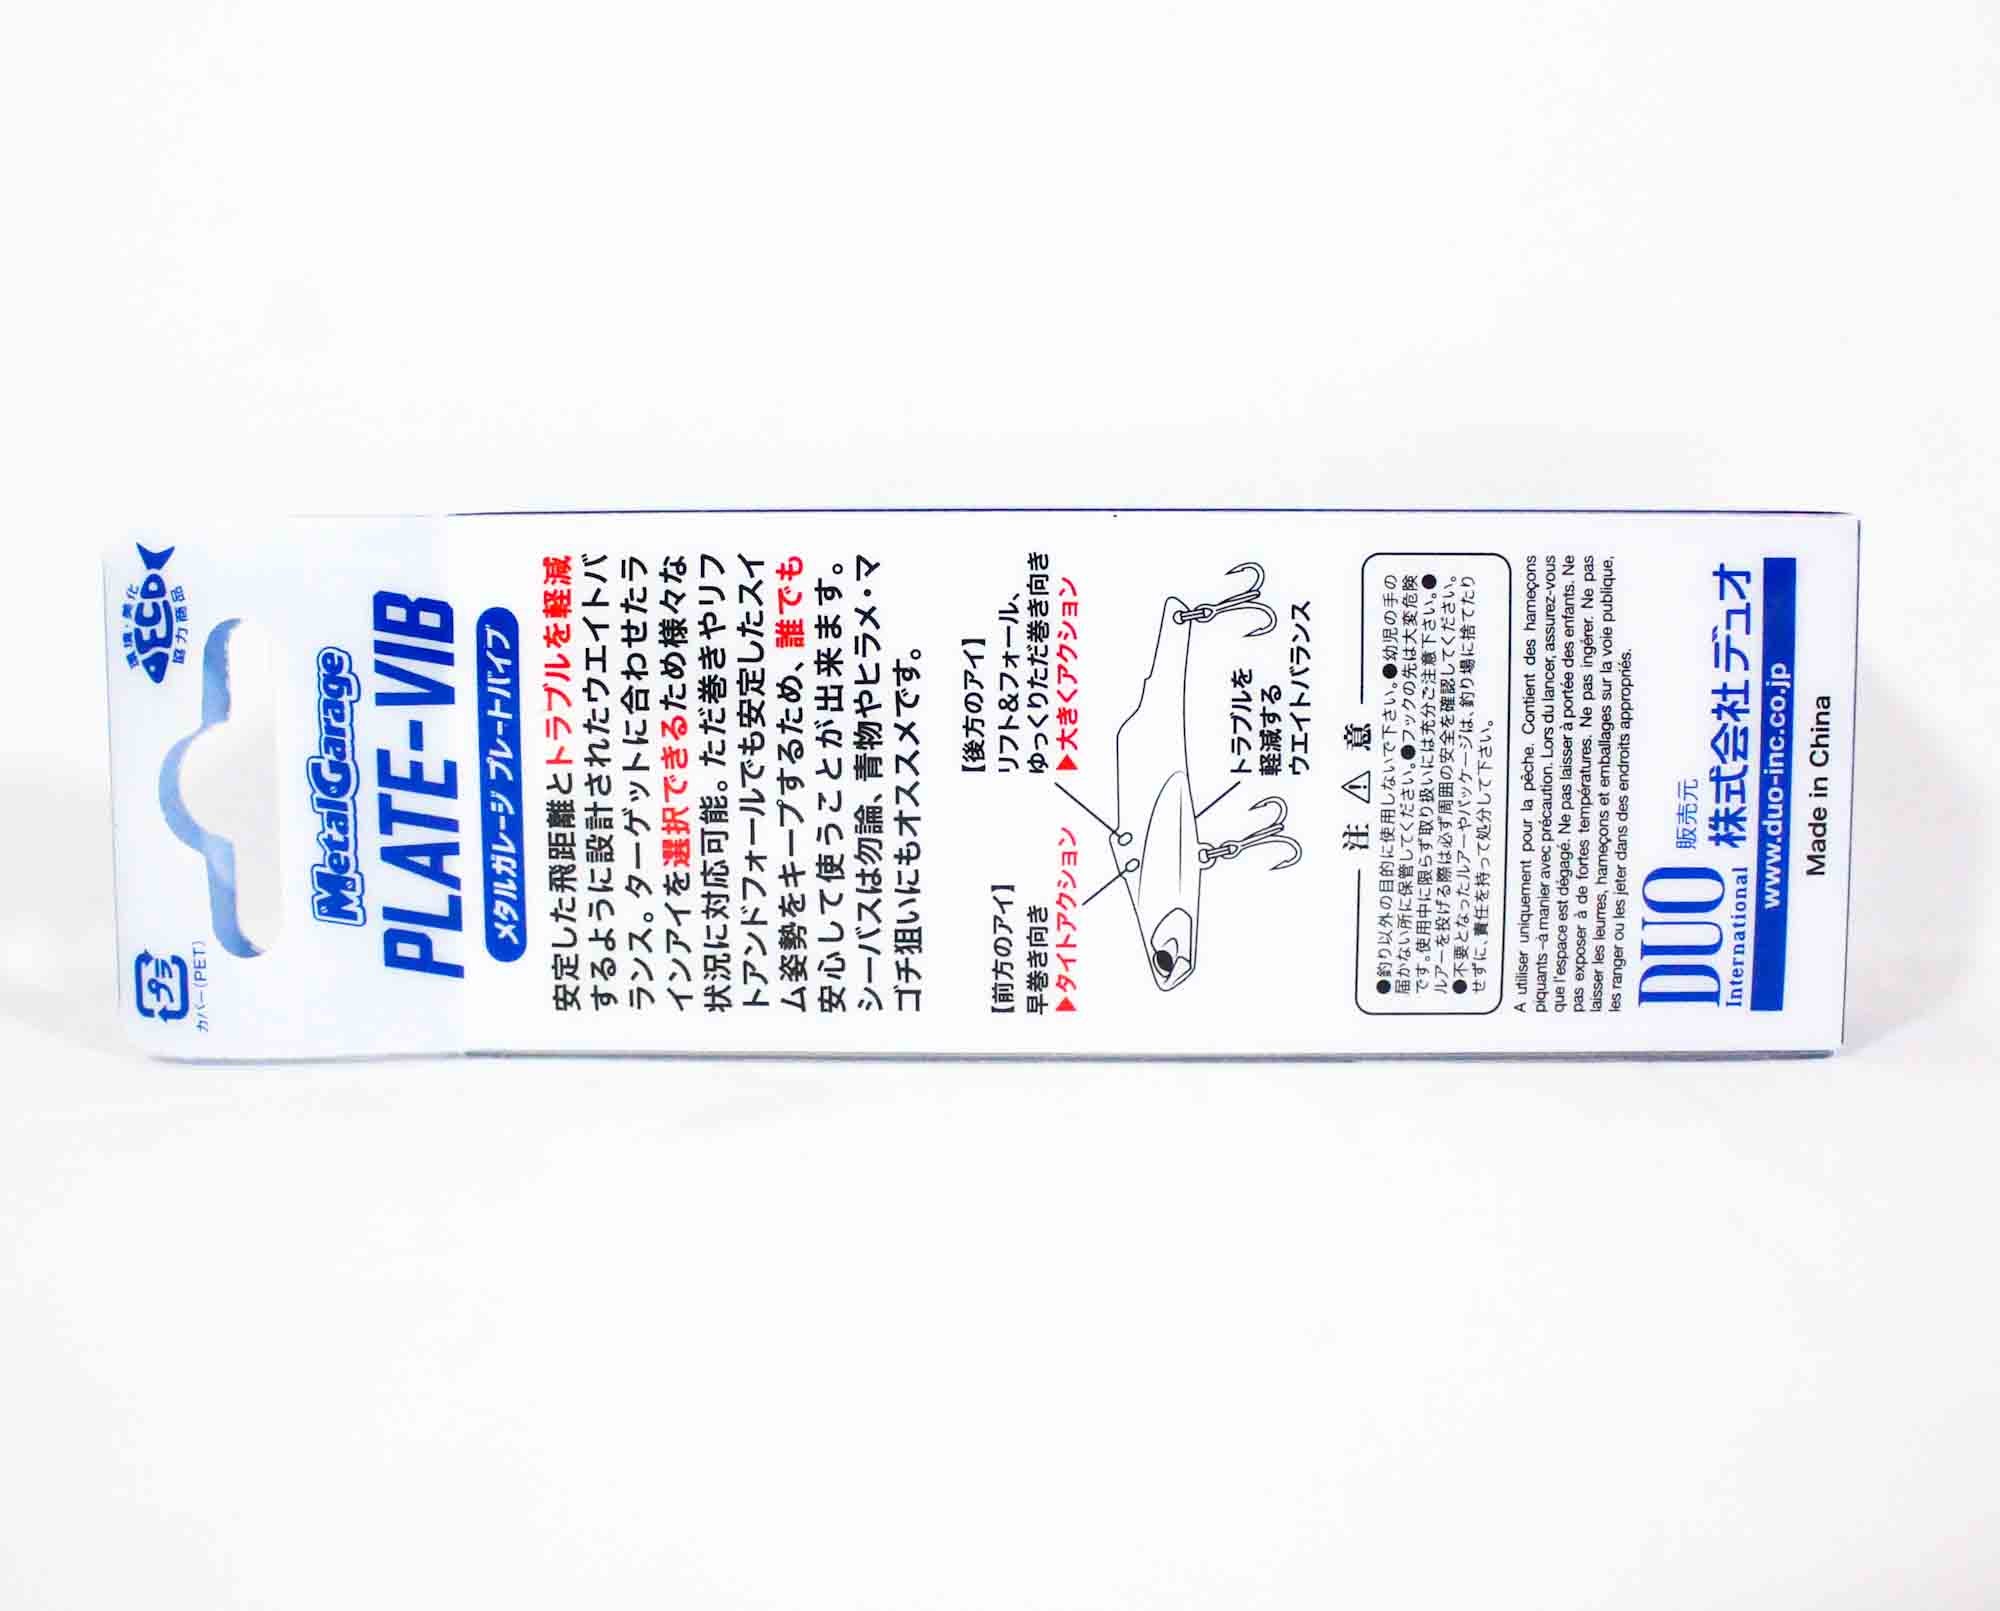 プラ
カバー(PET)
環境・美化
DECO
協力商品
MetalGarage
PLATE-VIB
メタルガレージ プレートバイブ
安定した飛距離とトラブルを軽減
するように設計されたウエイトバ
ランス。ターゲットに合わせたラ
インアイを選択できるため様々な
状況に対応可能。ただ巻きやリフ
トアンドフォールでも安定したスイ
ム姿勢をキープするため、誰でも
安心して使うことが出来ます。
シーバスは勿論、青物やヒラメ・マ
ゴチ狙いにもオススメです。
【前方のアイ】
早巻き向き
▶タイトアクション
【後方のアイ】
リフト&フォール、
ゆっくりただ巻き向き
▶大きくアクション
トラブルを
軽減する
ウエイトバランス
注 ⚠ 意
●釣り以外の目的に使用しないで下さい。●幼児の手の
届かない所に保管してください。●フックの先は大変危険
です。使用中に限らず取り扱いには充分ご注意下さい。●
ルアーを投げる際は必ず周囲の安全を確認してください。
●不要となったルアーやパッケージは、釣り場に捨てたり
せずに、責任を持って処分して下さい。
A utiliser uniquement pour la pêche. Contient des hameçons
piquants -à manier avec précaution. Lors du lancer, assurez-vous
que l'espace est dégagé. Ne pas laisser à portée des enfants. Ne
pas exposer à de fortes températures. Ne pas ingérer. Ne pas
laisser les leurres, hameçons et emballages sur la voie publique,
les ranger ou les jeter dans des endroits appropriés.
DUO
International
販売元
株式会社デュオ
www.duo-inc.co.jp
Made in China